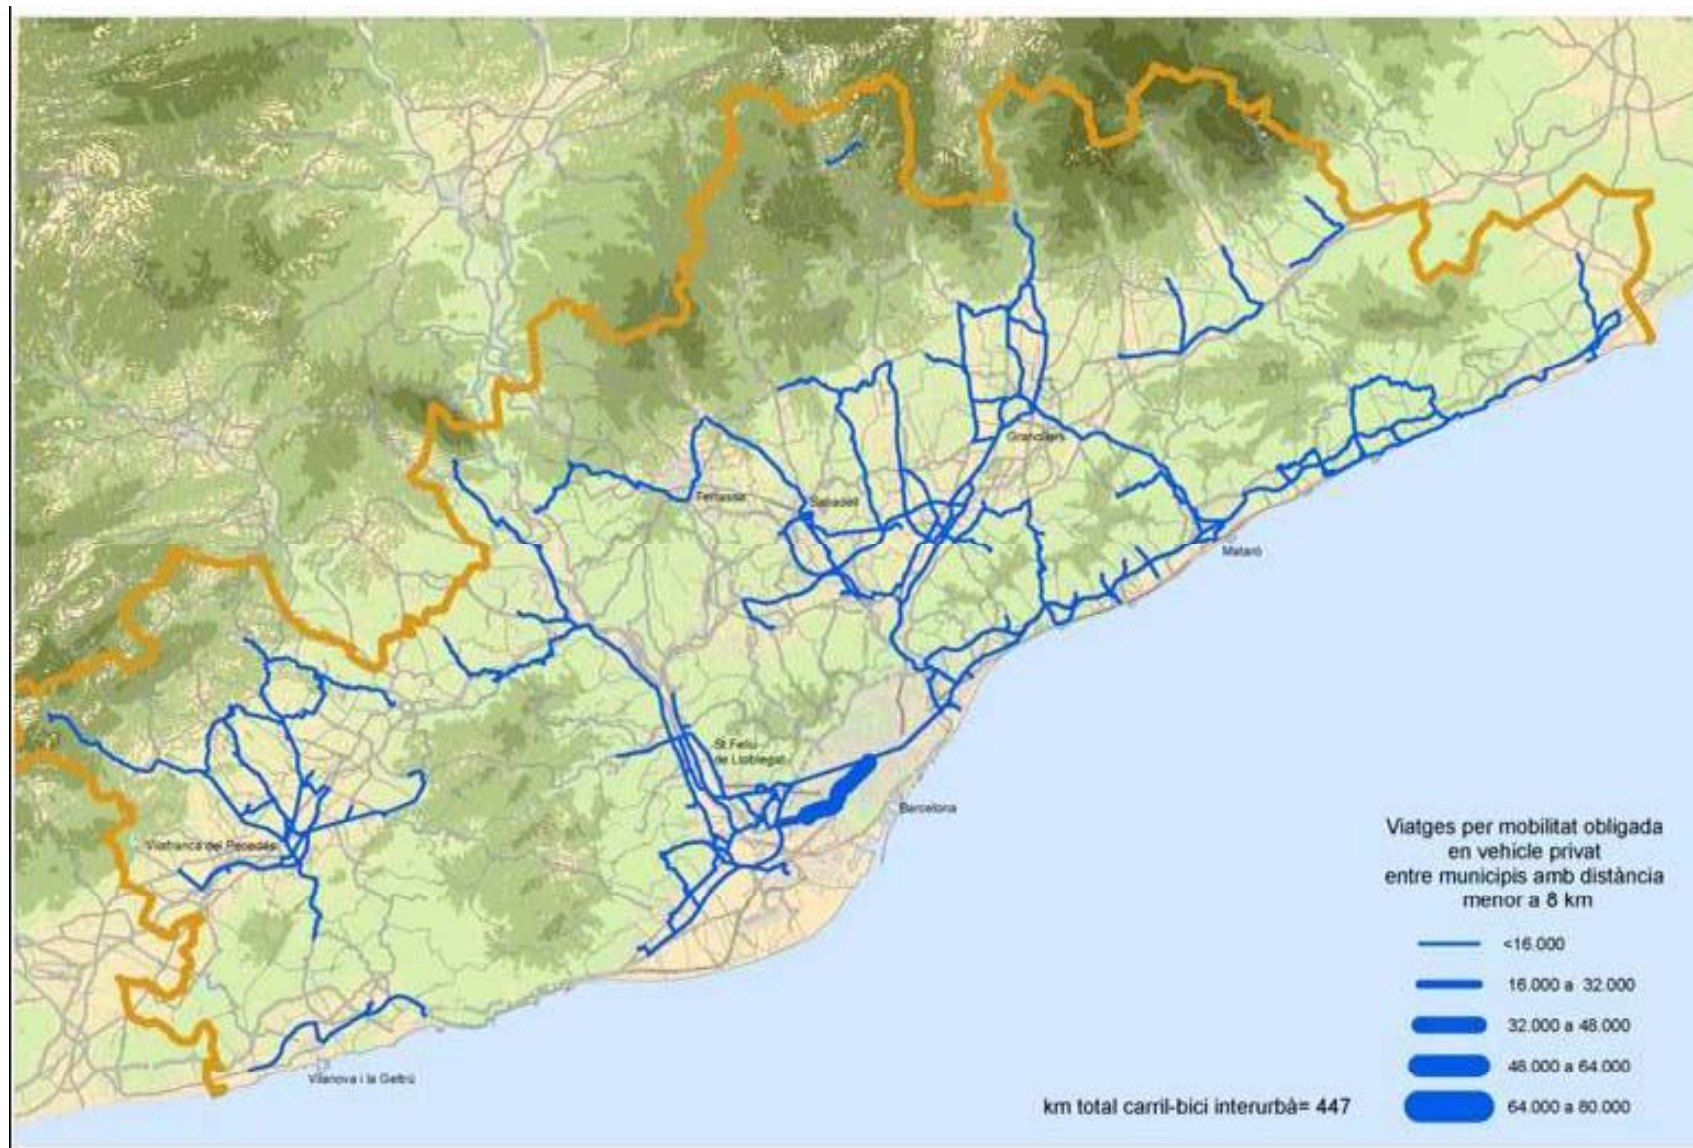 Granollers
Terrassa
Sabadell
Mataró
St.Feliu
de Llobregat
Barcelona
Vilafranca del Penedès
Vilanova i la Geltrú
Viatges per mobilitat obligada
en vehicle privat
entre municipis amb distància
menor a 8 km
<16.000
16.000 a 32.000
32.000 a 48.000
48.000 a 64.000
64.000 a 80.000
km total carril-bici interurbà= 447